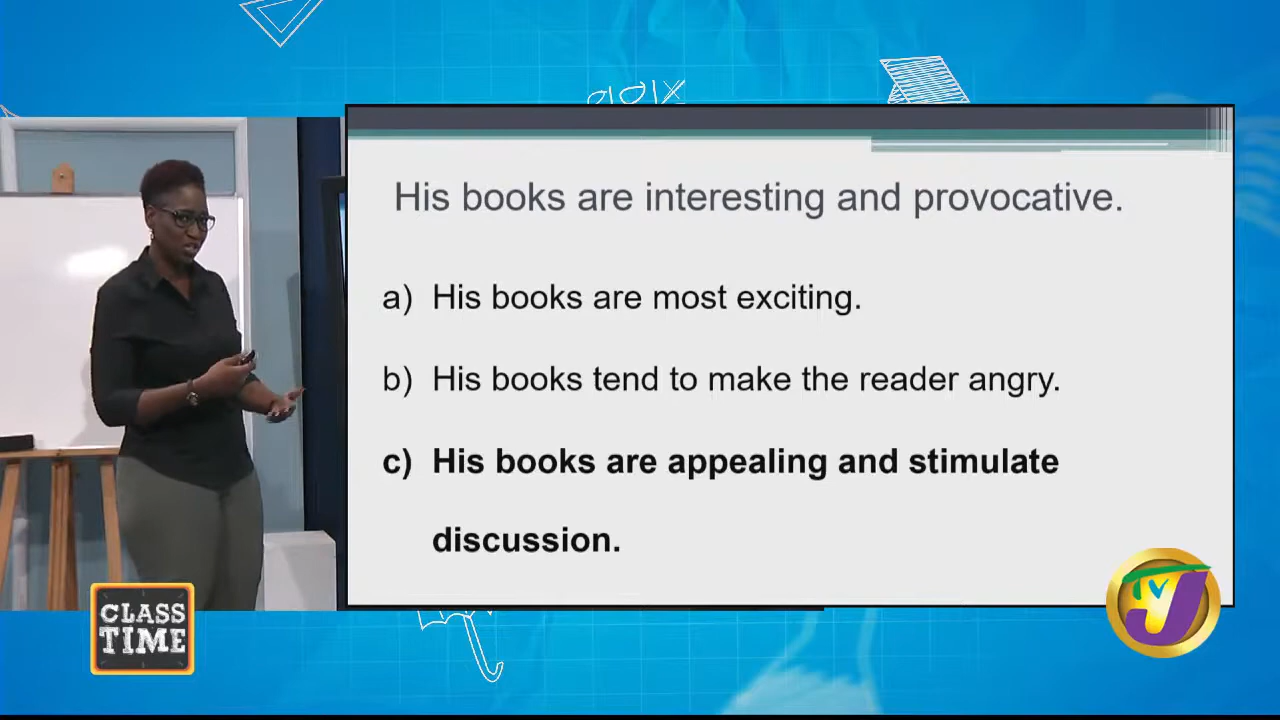 His books are interesting and provocative.
a) His books are most exciting.
b) His books tend to make the reader angry.
c) His books are appealing and stimulate
discussion.
CLASS
TIME
TVJ